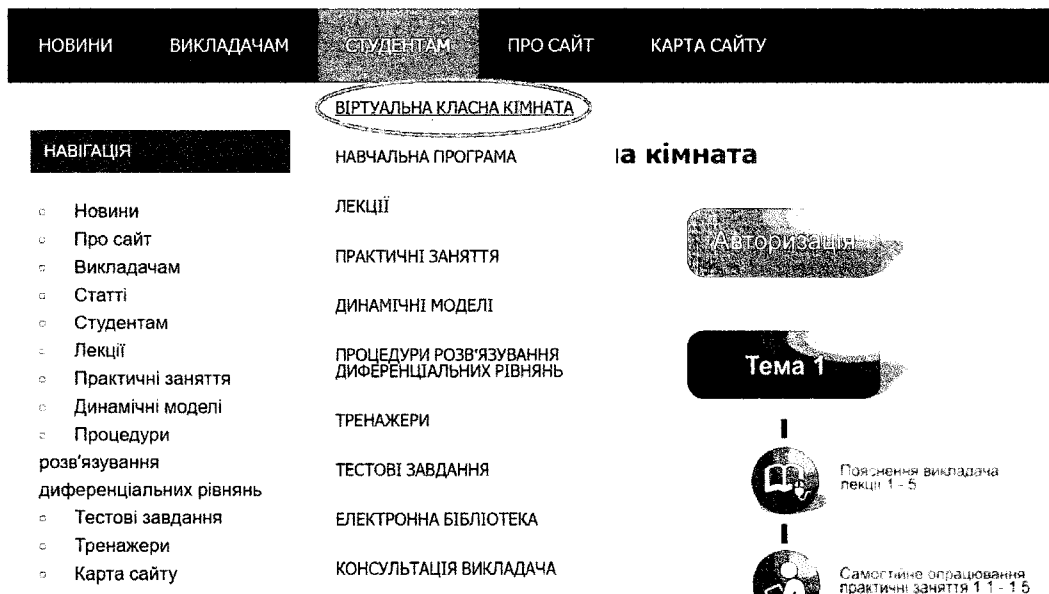 НОВИНИ ВИКЛАДАЧАМ СТУДЕНТАМ ПРО САЙТ КАРТА САЙТУ
ВІРТУАЛЬНА КЛАСНА КІМНАТА
НАВЧАЛЬНА ПРОГРАМА
ЛЕКЦІЇ
ПРАКТИЧНІ ЗАНЯТТЯ
ДИНАМІЧНІ МОДЕЛІ
ПРОЦЕДУРИ РОЗВ'ЯЗУВАННЯ
ДИФЕРЕНЦІАЛЬНИХ РІВНЯНЬ
ТРЕНАЖЕРИ
ТЕСТОВІ ЗАВДАННЯ
ЕЛЕКТРОННА БІБЛІОТЕКА
КОНСУЛЬТАЦІЯ ВИКЛАДАЧА
НАВІГАЦІЯ
Новини
Про сайт
Викладачам
Статті
Студентам
Лекції
Практичні заняття
Динамічні моделі
Процедури
розв'язування
диференціальних рівнянь
Тестові завдання
Тренажери
Карта сайту
а кімната
Авторизація
Тема 1
Пояснення викладача
лекції 1 - 5
Самостійне опрацювання
практичні заняття 1.1 - 1.5